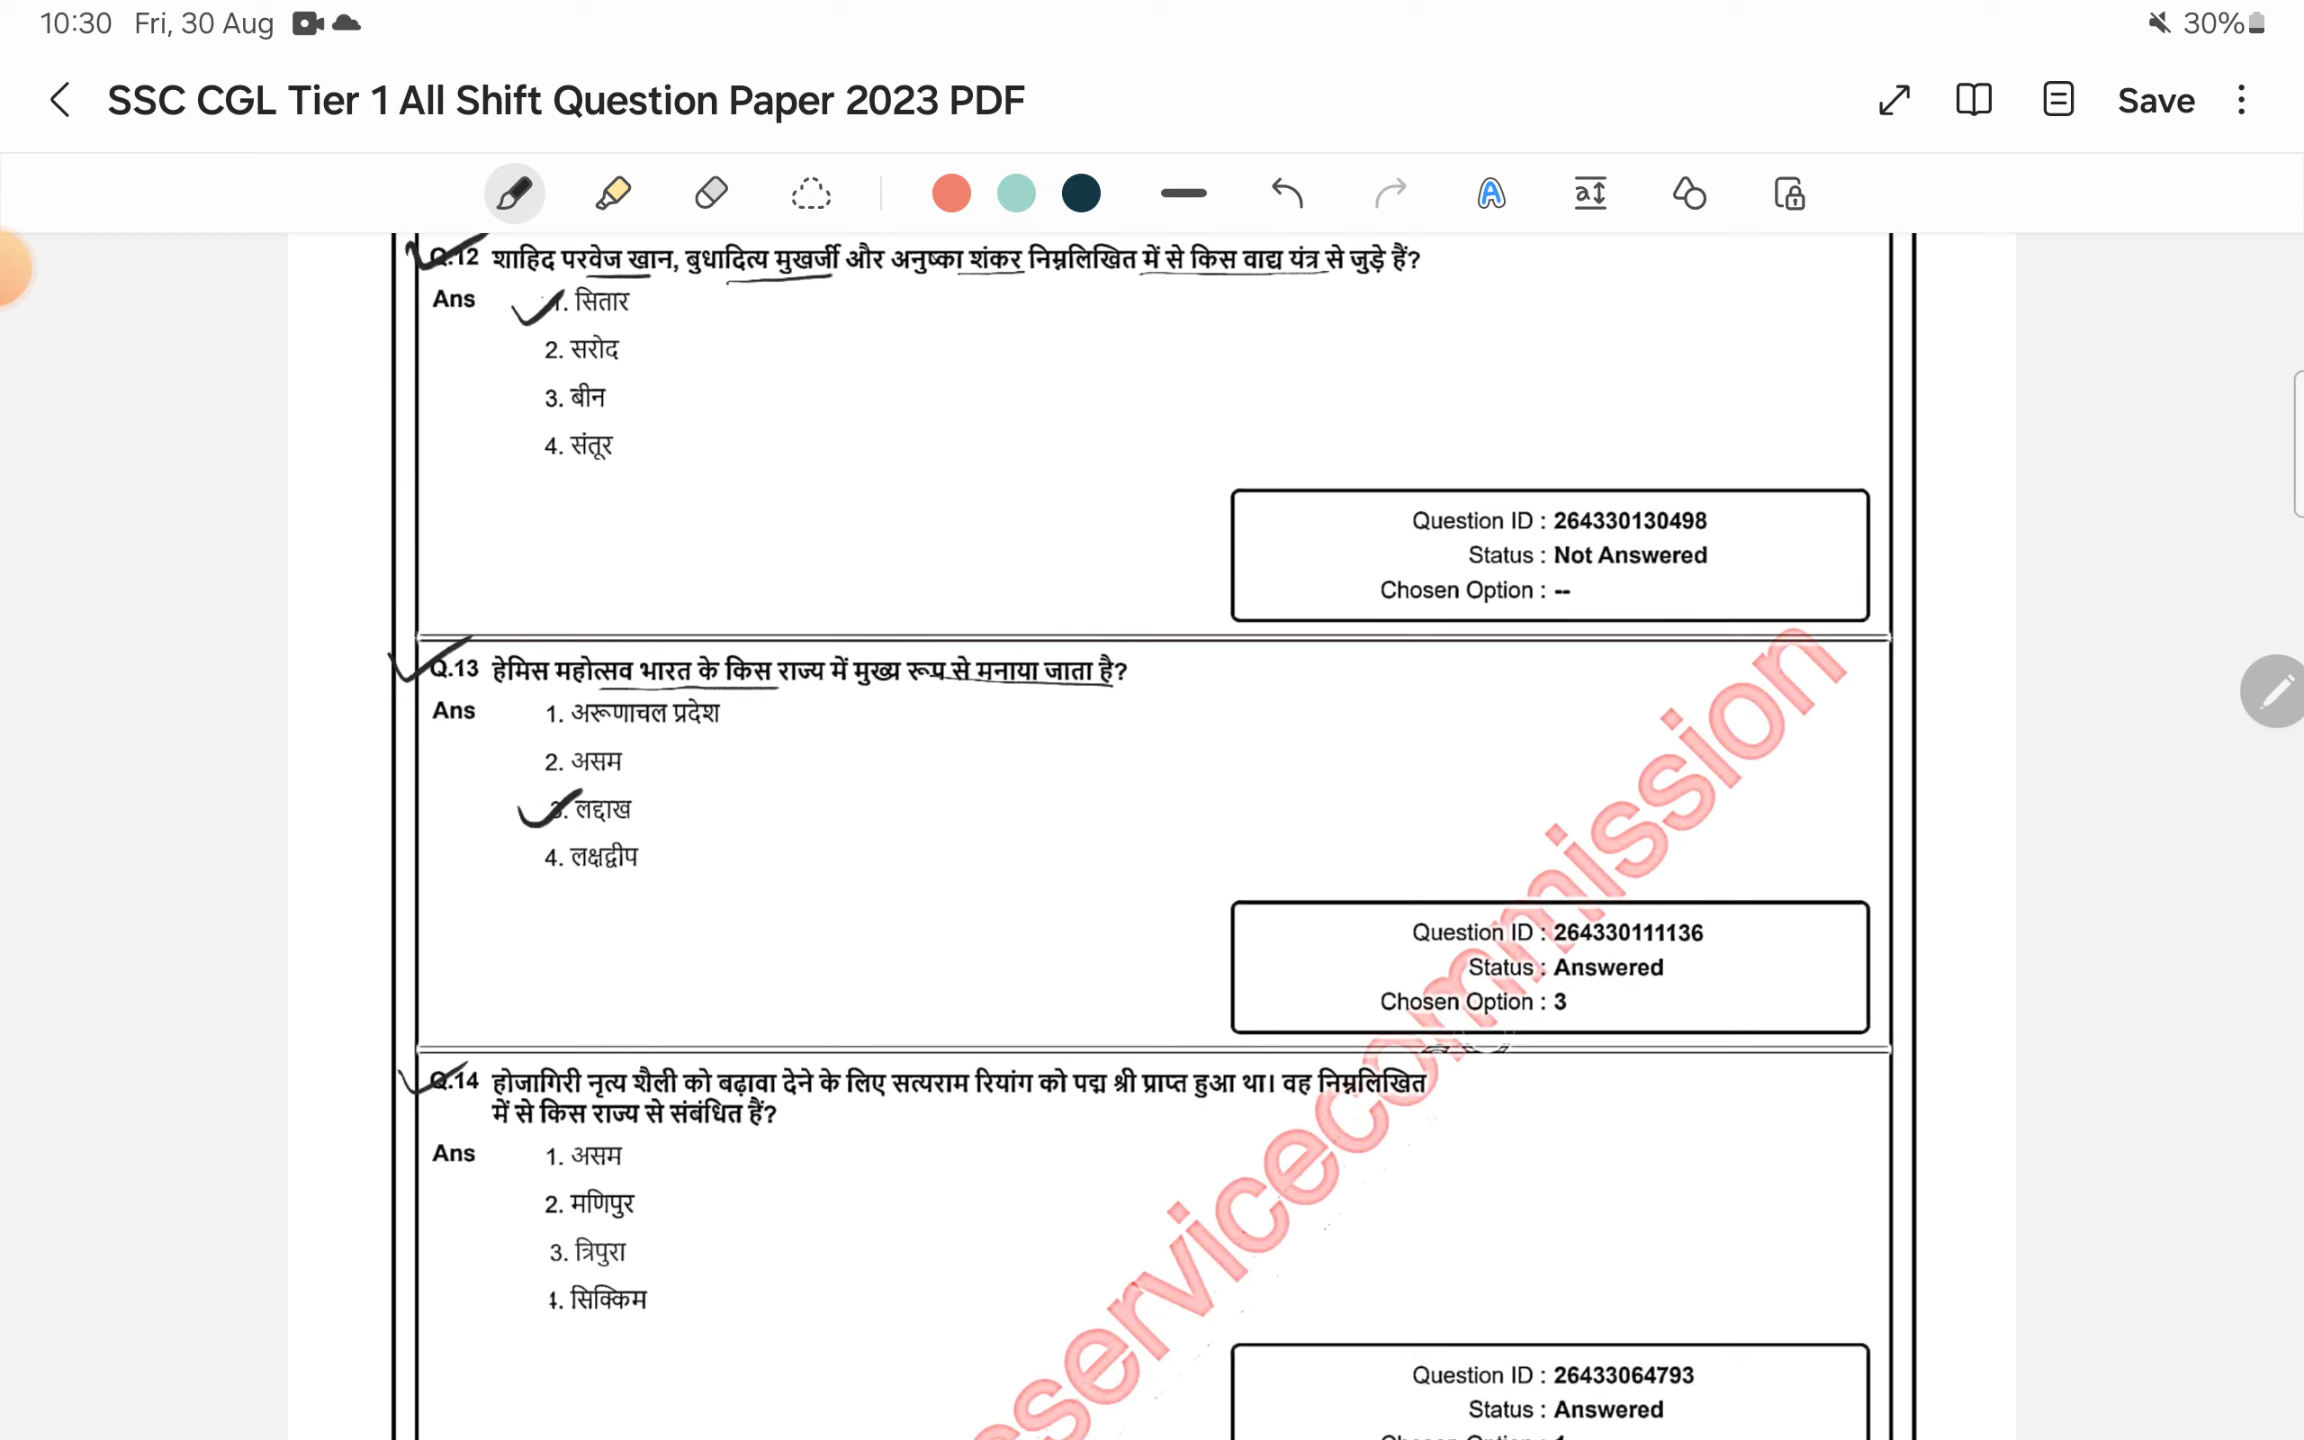 10:30 Fri, 30 Aug 30%
SSC CGL Tier 1 All Shift Question Paper 2023 PDF Save
Q.12 शाहिद परवेज खान, बुधादित्य मुखर्जी और अनुष्का शंकर निम्नलिखित में से किस वाद्य यंत्र से जुड़े हैं?
Ans 1. सितार
2. सरोद
3. बीन
4. संतूर
Question ID : 264330130498
Status : Not Answered
Chosen Option : --
Q.13 हेमिस महोत्सव भारत के किस राज्य में मुख्य रूप से मनाया जाता है?
Ans 1. अरूणाचल प्रदेश
2. असम
3. लद्दाख
4. लक्षद्वीप
Question ID : 264330111136
Status : Answered
Chosen Option : 3
Q.14 होजागिरी नृत्य शैली को बढ़ावा देने के लिए सत्यराम रियांग को पद्म श्री प्राप्त हुआ था। वह निम्नलिखित
में से किस राज्य से संबंधित हैं?
Ans 1. असम
2. मणिपुर
3. त्रिपुरा
4. सिक्किम
Question ID : 26433064793
Status : Answered
servicecommission